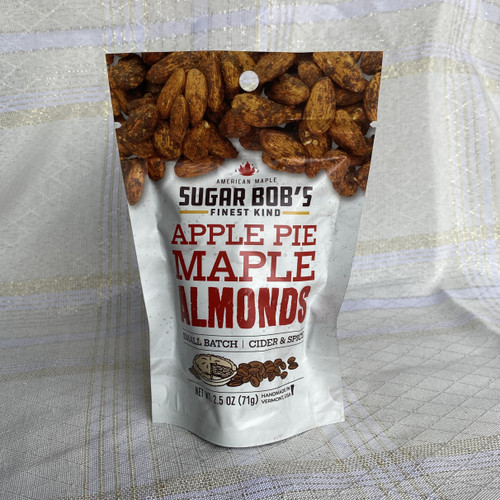 AMERICAN MAPLE
SUGAR BOB'S
FINEST KIND
APPLE PIE
MAPLE
ALMONDS
SMALL BATCH | CIDER & SPICE
NET WT 2.5 OZ (71g)
HANDMADE IN
VERMONT, USA